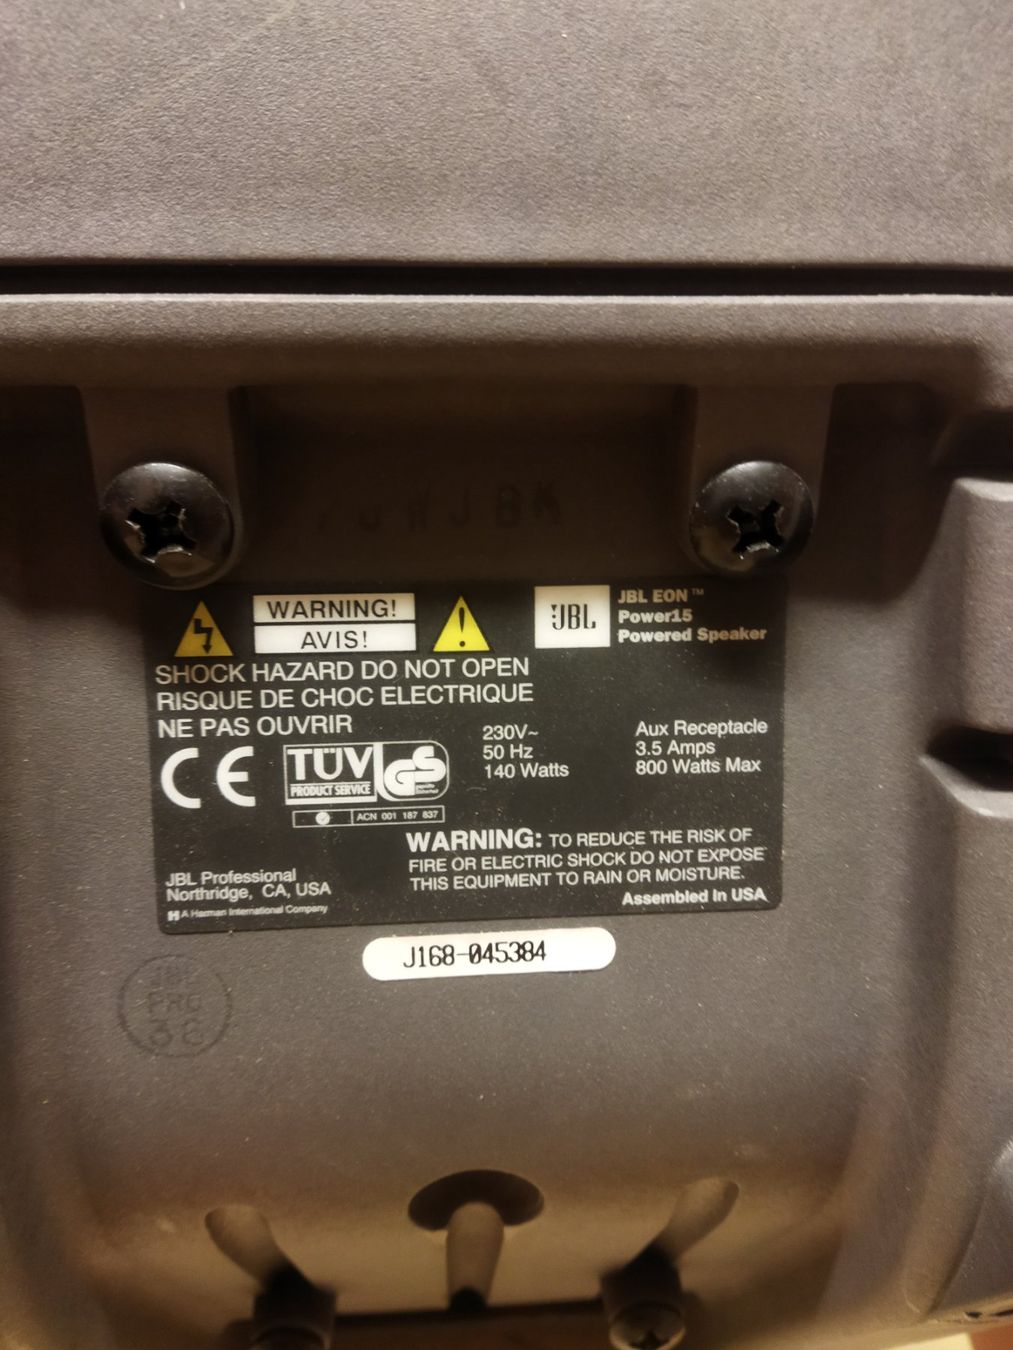 WARNING!
AVIS!
SHOCK HAZARD DO NOT OPEN
RISQUE DE CHOC ELECTRIQUE
NE PAS OUVRIR
JBL
JBL EON™
Power15
Powered Speaker
CE
TÜV
PRODUCT SERVICE
GS
ACN 001 187 837
230V~
50 Hz
140 Watts
Aux Receptacle
3.5 Amps
800 Watts Max
WARNING: TO REDUCE THE RISK OF
FIRE OR ELECTRIC SHOCK DO NOT EXPOSE
THIS EQUIPMENT TO RAIN OR MOISTURE.
Assembled In USA
JBL Professional
Northridge, CA, USA
H A Harman International Company
J168-045384
JBL
PRO